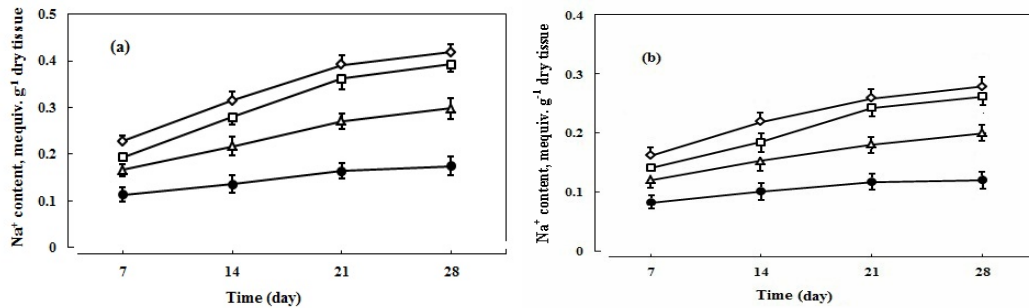 (a)
Na+ content, mequiv. g-1 dry tissue
0.5
0.4
0.3
0.2
0.1
0
7 14 21 28
Time (day)
(b)
Na+ content, mequiv. g-1 dry tissue
0.4
0.3
0.2
0.1
0
7 14 21 28
Time (day)